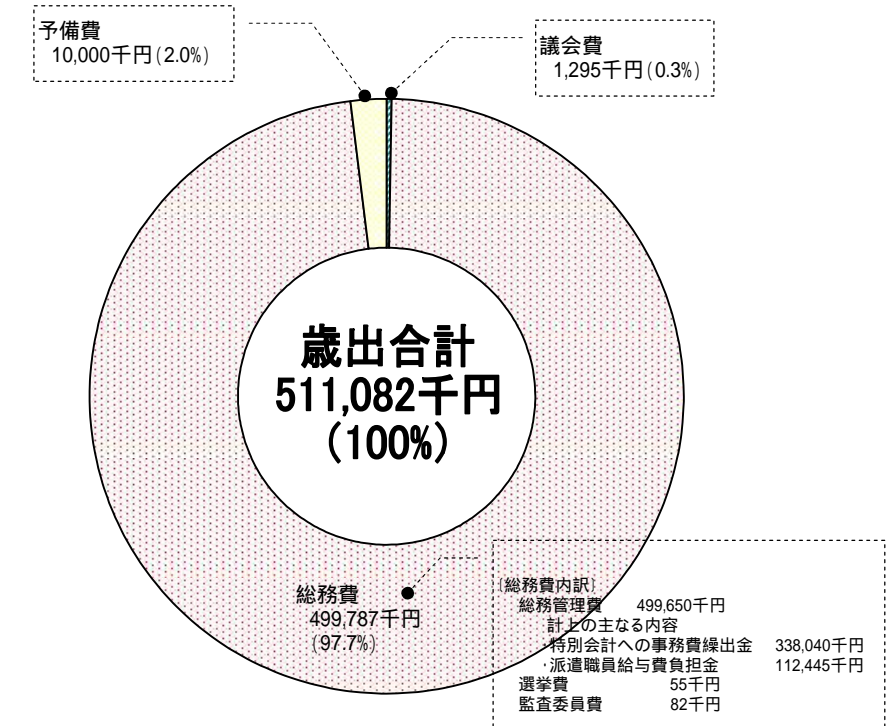 予備費
10,000千円(2.0%)
議会費
1,295千円(0.3%)
歳出合計
511,082千円
(100%)
総務費
499,787千円
(97.7%)
[総務費内訳]
総務管理費 499,650千円
計上の主なる内容
･特別会計への事務費繰出金 338,040千円
･派遣職員給与費負担金 112,445千円
選挙費 55千円
監査委員費 82千円